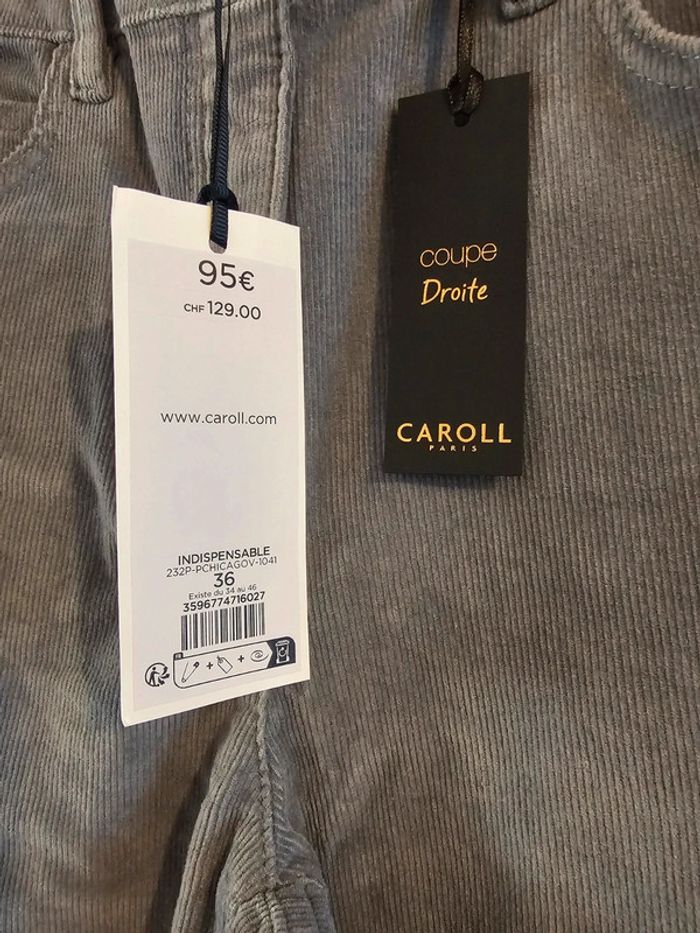 95€
CHF 129.00
www.caroll.com
INDISPENSABLE
232P-PCHICAGOV-1041
36
Existe du 34 au 46
3596774716027
FR
coupe
Droite
CAROLL
PARIS